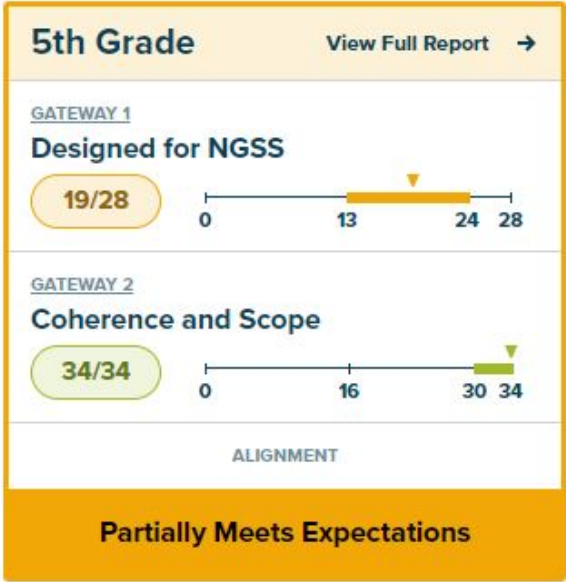 5th Grade View Full Report →
GATEWAY 1
Designed for NGSS
19/28
0 13 24 28
GATEWAY 2
Coherence and Scope
34/34
0 16 30 34
ALIGNMENT
Partially Meets Expectations